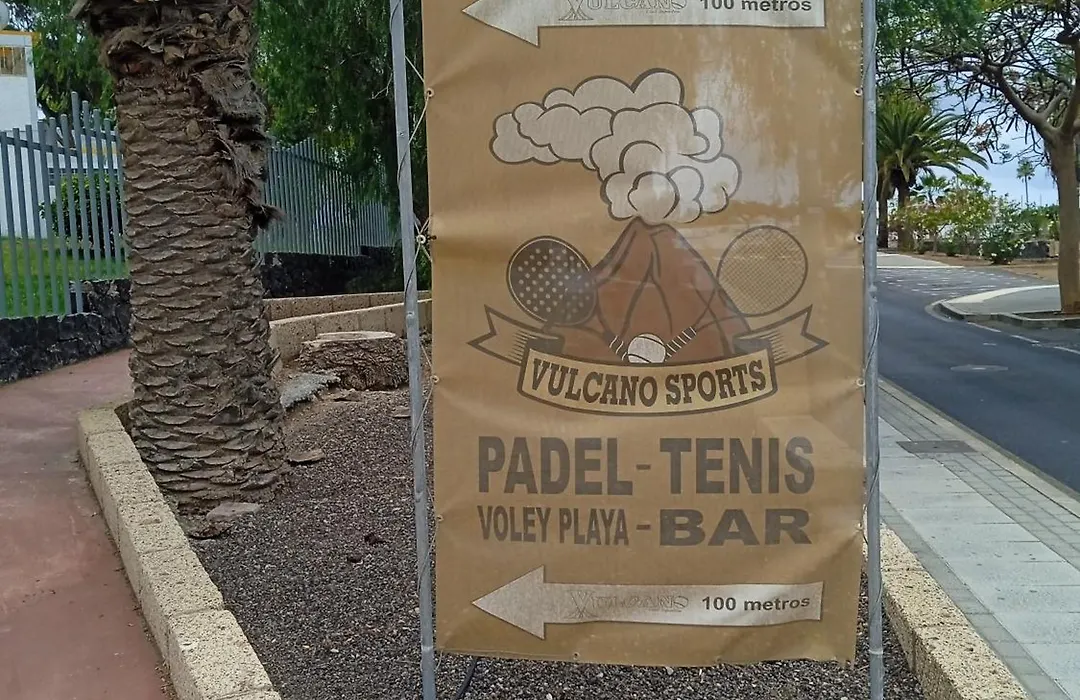 VULCANO 100 metros
VULCANO SPORTS
PADEL-TENIS
VOLEY PLAYA-BAR
VULCANO 100 metros